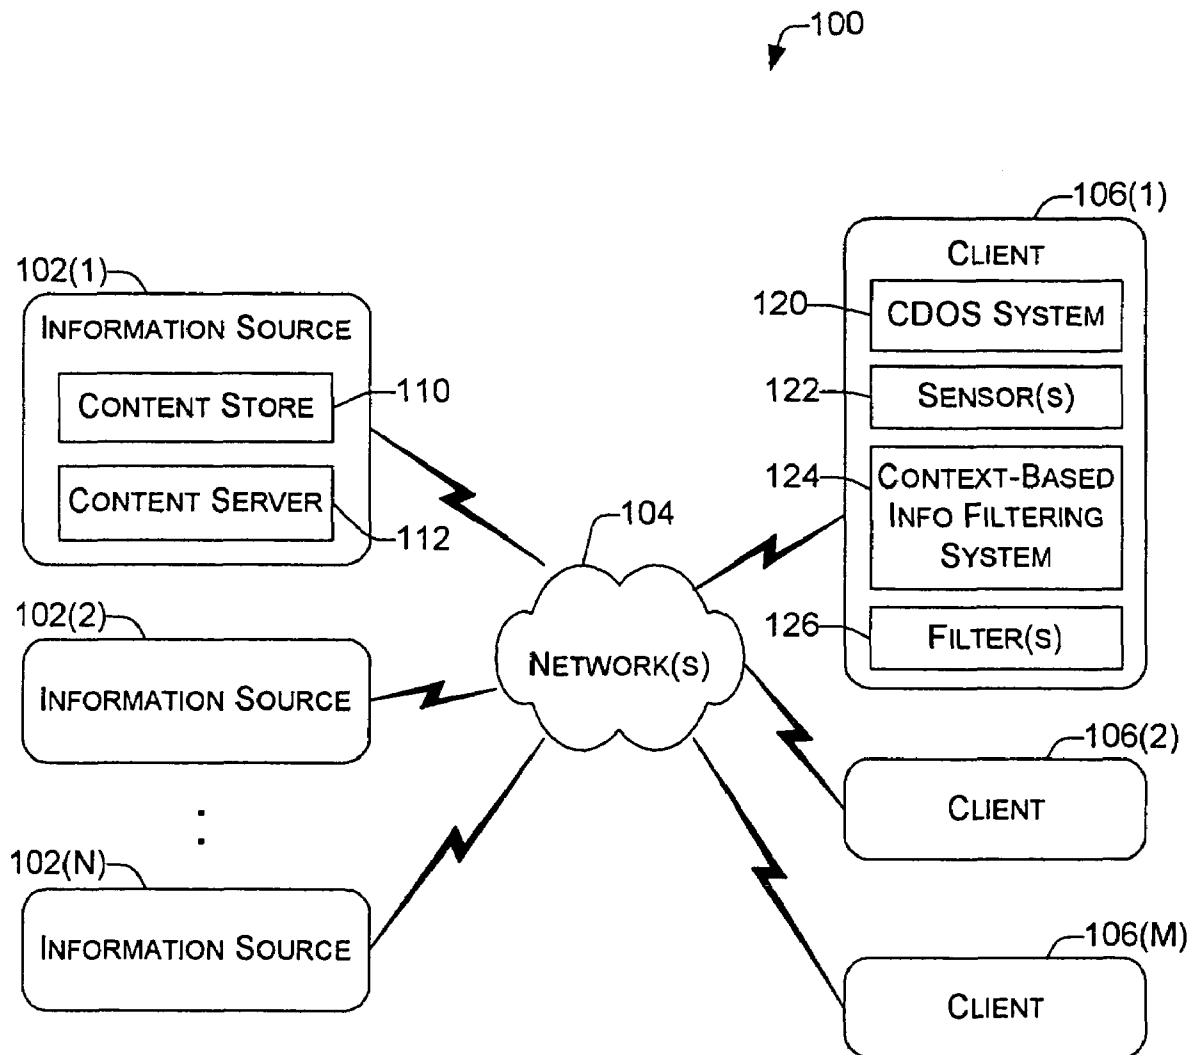 100
102(1)
INFORMATION SOURCE
CONTENT STORE
110
CONTENT SERVER
112
102(2)
INFORMATION SOURCE
102(N)
INFORMATION SOURCE
104
NETWORK(S)
106(1)
CLIENT
120
CDOS SYSTEM
122
SENSOR(S)
124
CONTEXT-BASED
INFO FILTERING
SYSTEM
126
FILTER(S)
106(2)
CLIENT
106(M)
CLIENT